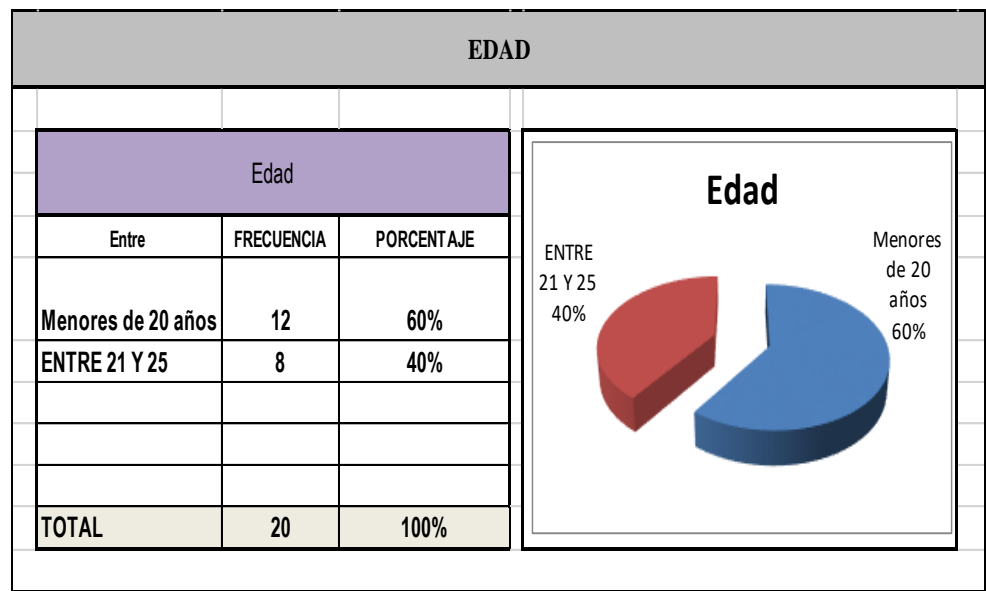 EDAD
Edad
Entre FRECUENCIA PORCENTAJE
Menores de 20 años 12 60%
ENTRE 21 Y 25 8 40%
TOTAL 20 100%
Edad
ENTRE
21 Y 25
40%
Menores
de 20
años
60%